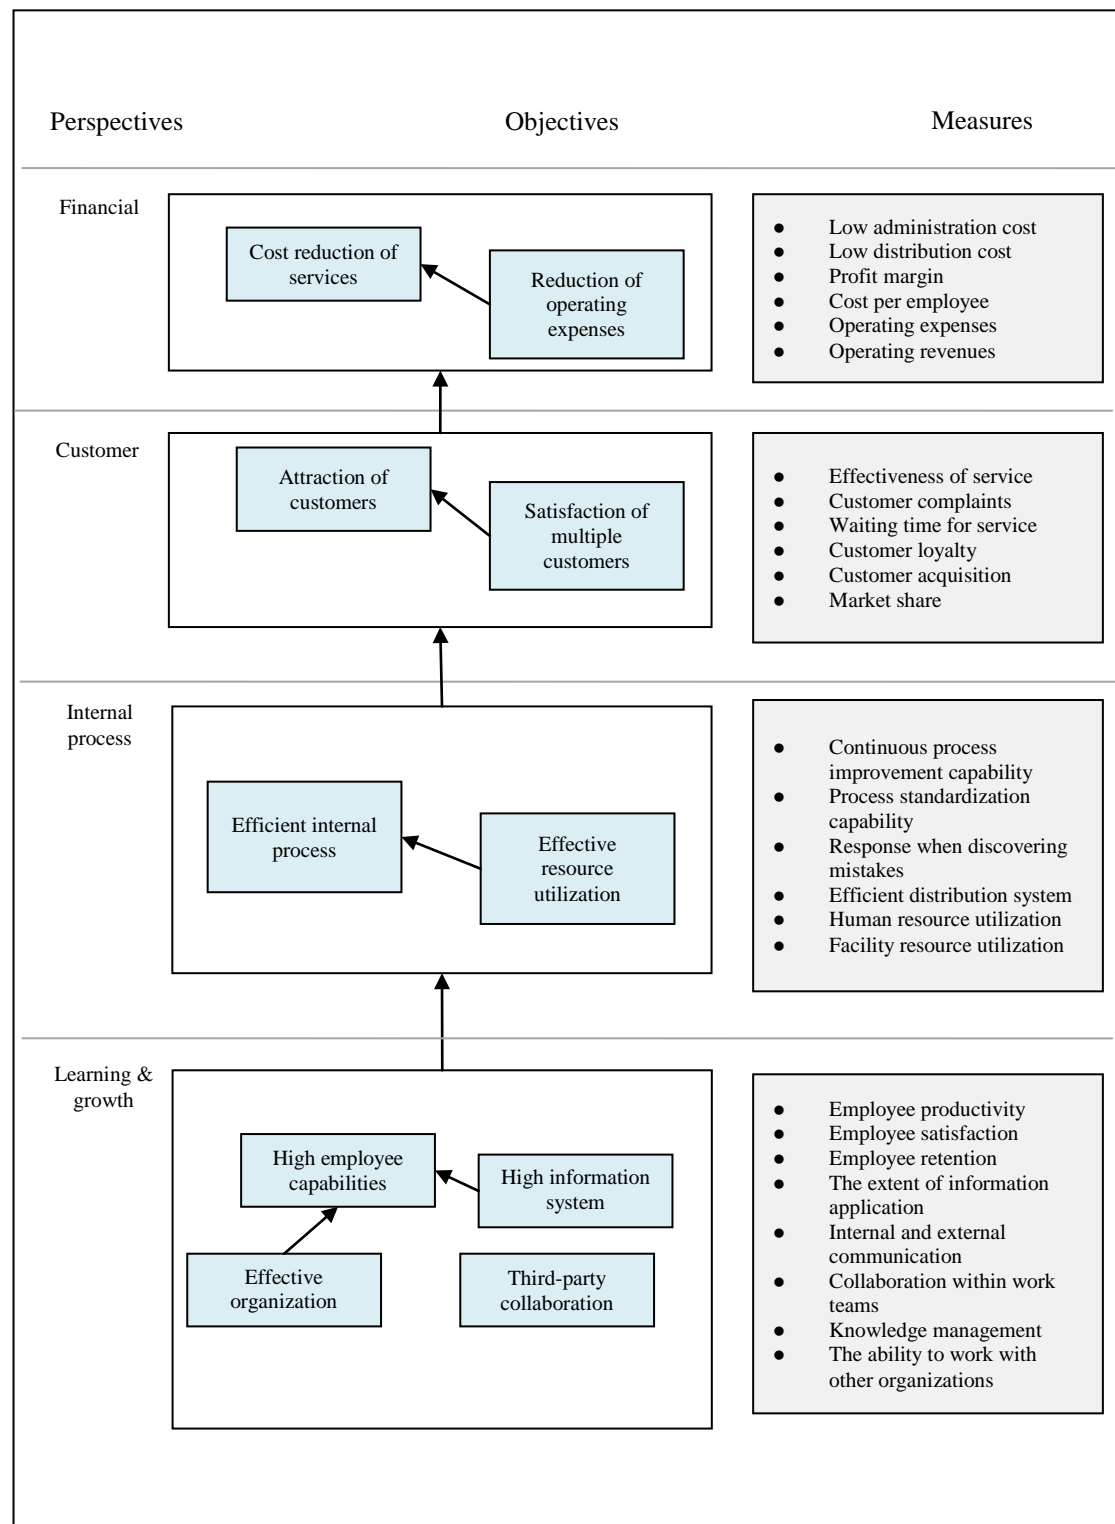 Perspectives
Objectives
Measures
Financial
Cost reduction of
services
Reduction of
operating
expenses
● Low administration cost
● Low distribution cost
● Profit margin
● Cost per employee
● Operating expenses
● Operating revenues
Customer
Attraction of
customers
Satisfaction of
multiple
customers
● Effectiveness of service
● Customer complaints
● Waiting time for service
● Customer loyalty
● Customer acquisition
● Market share
Internal
process
Efficient internal
process
Effective
resource
utilization
● Continuous process
improvement capability
● Process standardization
capability
● Response when discovering
mistakes
● Efficient distribution system
● Human resource utilization
● Facility resource utilization
Learning &
growth
High employee
capabilities
High information
system
Effective
organization
Third-party
collaboration
● Employee productivity
● Employee satisfaction
● Employee retention
● The extent of information
application
● Internal and external
communication
● Collaboration within work
teams
● Knowledge management
● The ability to work with
other organizations